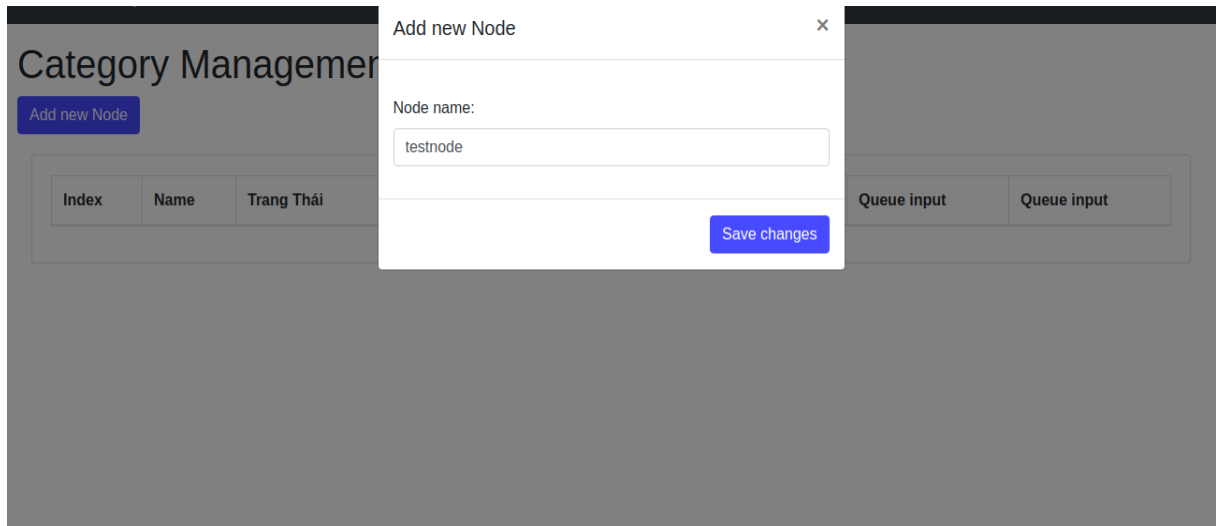 Add new Node ×
Category Managemen
Add new Node
Node name:
testnode
Index Name Trang Thái Queue input Queue input
Save changes